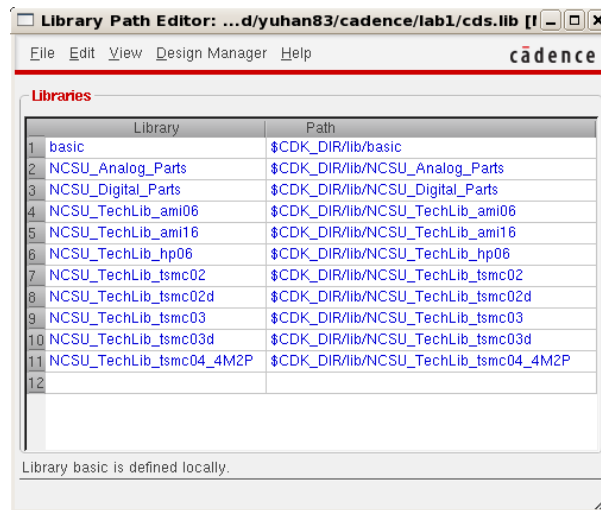 Library Path Editor: ...d/yuhan83/cadence/lab1/cds.lib [
File Edit View Design Manager Help cādence
Libraries
Library Path
1 basic $CDK_DIR/lib/basic
2 NCSU_Analog_Parts $CDK_DIR/lib/NCSU_Analog_Parts
3 NCSU_Digital_Parts $CDK_DIR/lib/NCSU_Digital_Parts
4 NCSU_TechLib_ami06 $CDK_DIR/lib/NCSU_TechLib_ami06
5 NCSU_TechLib_ami16 $CDK_DIR/lib/NCSU_TechLib_ami16
6 NCSU_TechLib_hp06 $CDK_DIR/lib/NCSU_TechLib_hp06
7 NCSU_TechLib_tsmc02 $CDK_DIR/lib/NCSU_TechLib_tsmc02
8 NCSU_TechLib_tsmc02d $CDK_DIR/lib/NCSU_TechLib_tsmc02d
9 NCSU_TechLib_tsmc03 $CDK_DIR/lib/NCSU_TechLib_tsmc03
10 NCSU_TechLib_tsmc03d $CDK_DIR/lib/NCSU_TechLib_tsmc03d
11 NCSU_TechLib_tsmc04_4M2P $CDK_DIR/lib/NCSU_TechLib_tsmc04_4M2P
12
Library basic is defined locally.